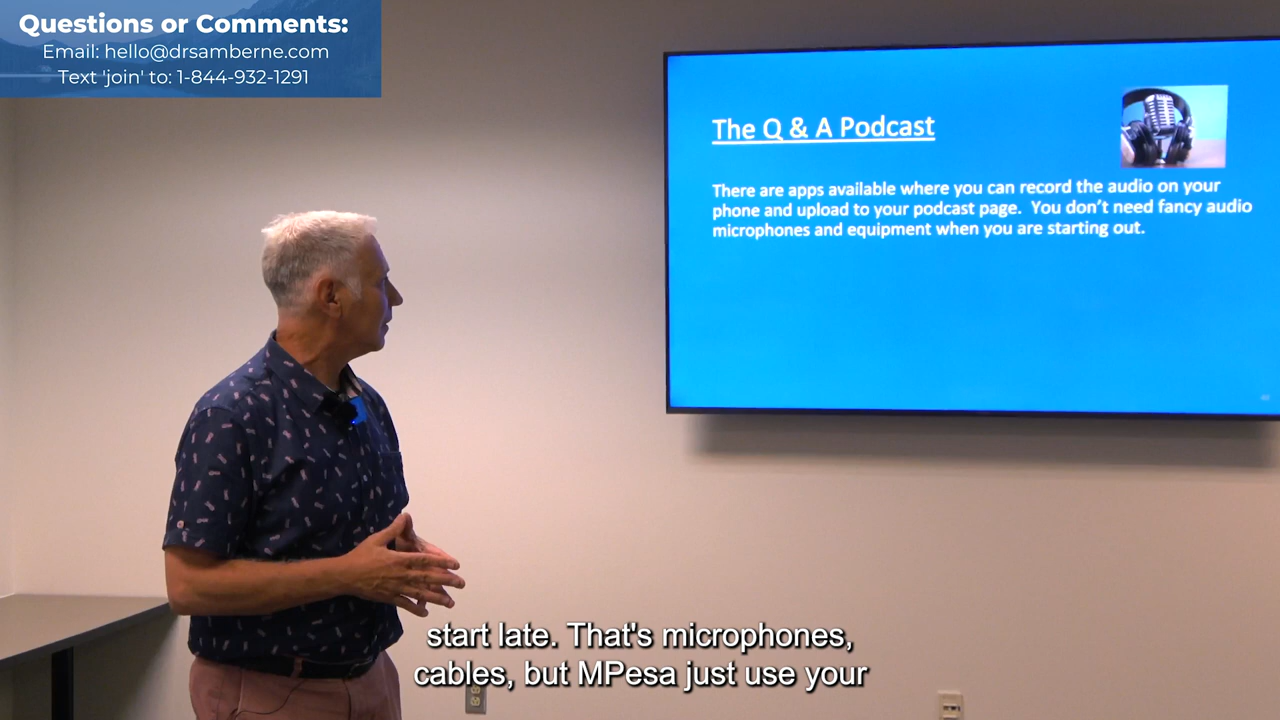 Questions or Comments:
Email: hello@drsamberne.com
Text 'join' to: 1-844-932-1291
The Q & A Podcast
There are apps available where you can record the audio on your
phone and upload to your podcast page. You don't need fancy audio
microphones and equipment when you are starting out.
start late. That's microphones,
cables, but MPesa just use your